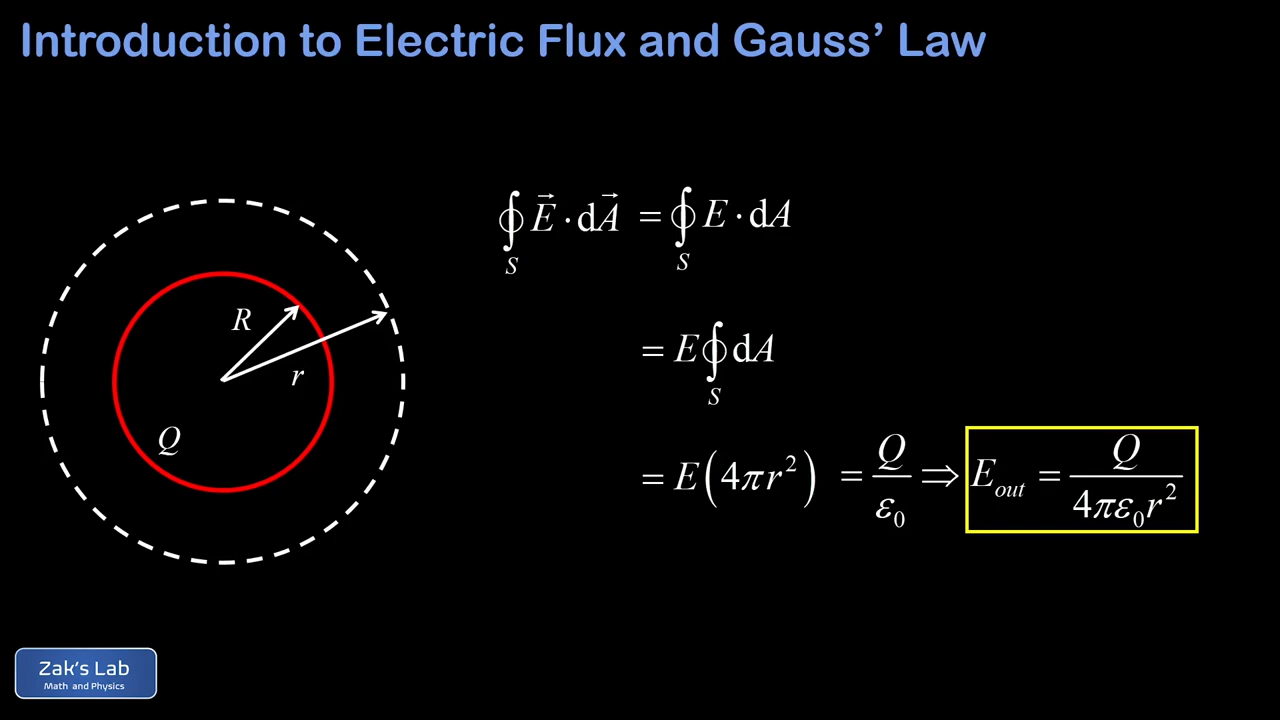 Introduction to Electric Flux and Gauss’ Law
∮_S E⃗ · dA⃗ = ∮_S E · dA
R
= E ∮_S dA
r
Q
= E(4πr²) = Q/ε₀ ⇒ E_out = Q/(4πε₀r²)
Zak’s Lab
Math and Physics